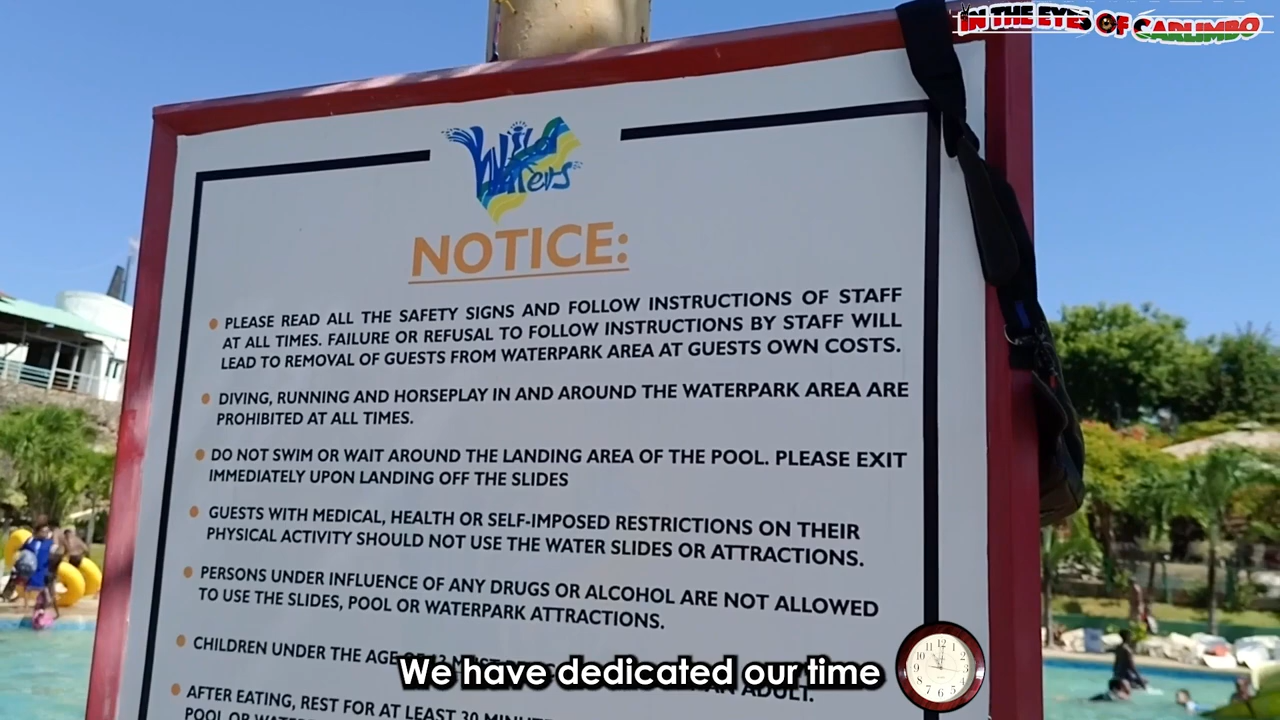 IN THE EYES OF CARLIMBO
Wild
Waters
NOTICE:
PLEASE READ ALL THE SAFETY SIGNS AND FOLLOW INSTRUCTIONS OF STAFF
AT ALL TIMES. FAILURE OR REFUSAL TO FOLLOW INSTRUCTIONS BY STAFF WILL
LEAD TO REMOVAL OF GUESTS FROM WATERPARK AREA AT GUESTS OWN COSTS.
DIVING, RUNNING AND HORSEPLAY IN AND AROUND THE WATERPARK AREA ARE
PROHIBITED AT ALL TIMES.
DO NOT SWIM OR WAIT AROUND THE LANDING AREA OF THE POOL. PLEASE EXIT
IMMEDIATELY UPON LANDING OFF THE SLIDES
GUESTS WITH MEDICAL, HEALTH OR SELF-IMPOSED RESTRICTIONS ON THEIR
PHYSICAL ACTIVITY SHOULD NOT USE THE WATER SLIDES OR ATTRACTIONS.
PERSONS UNDER INFLUENCE OF ANY DRUGS OR ALCOHOL ARE NOT ALLOWED
TO USE THE SLIDES, POOL OR WATERPARK ATTRACTIONS.
CHILDREN UNDER THE AGE AN ADULT.
We have dedicated our time
AFTER EATING, REST FOR AT LEAST 30
POOL OR